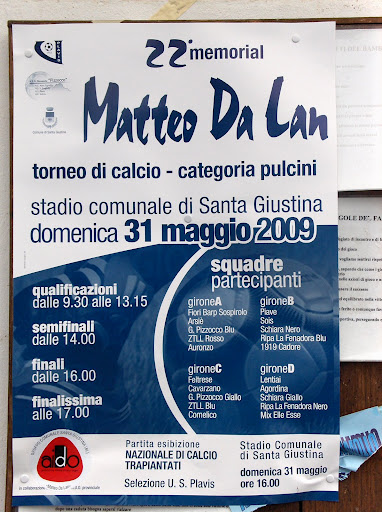 22° memorial
Matteo Da Lan
torneo di calcio - categoria pulcini
stadio comunale di Santa Giustina
domenica 31 maggio 2009
qualificazioni
dalle 9.30 alle 13.15
semifinali
dalle 14.00
finali
dalle 16.00
finalissima
alle 17.00
squadre
partecipanti
gironeA
Fiori Barp Sospirolo
Arsiè
G. Pizzocco Blu
ZTLL Rosso
Auronzo
gironeB
Piave
Sois
Schiara Nero
Ripa La Fenadora Blu
1919 Cadore
gironeC
Feltrese
Cavarzano
G. Pizzocco Giallo
ZTLL Blu
Comelico
gironeD
Lentiai
Agordina
Schiara Giallo
Ripa La Fenadora Nero
Mix Elle Esse
aido
Partita esibizione
NAZIONALE DI CALCIO
TRAPIANTATI
Selezione U. S. Plavis
Stadio Comunale
di Santa Giustina
domenica 31 maggio
ore 16.00